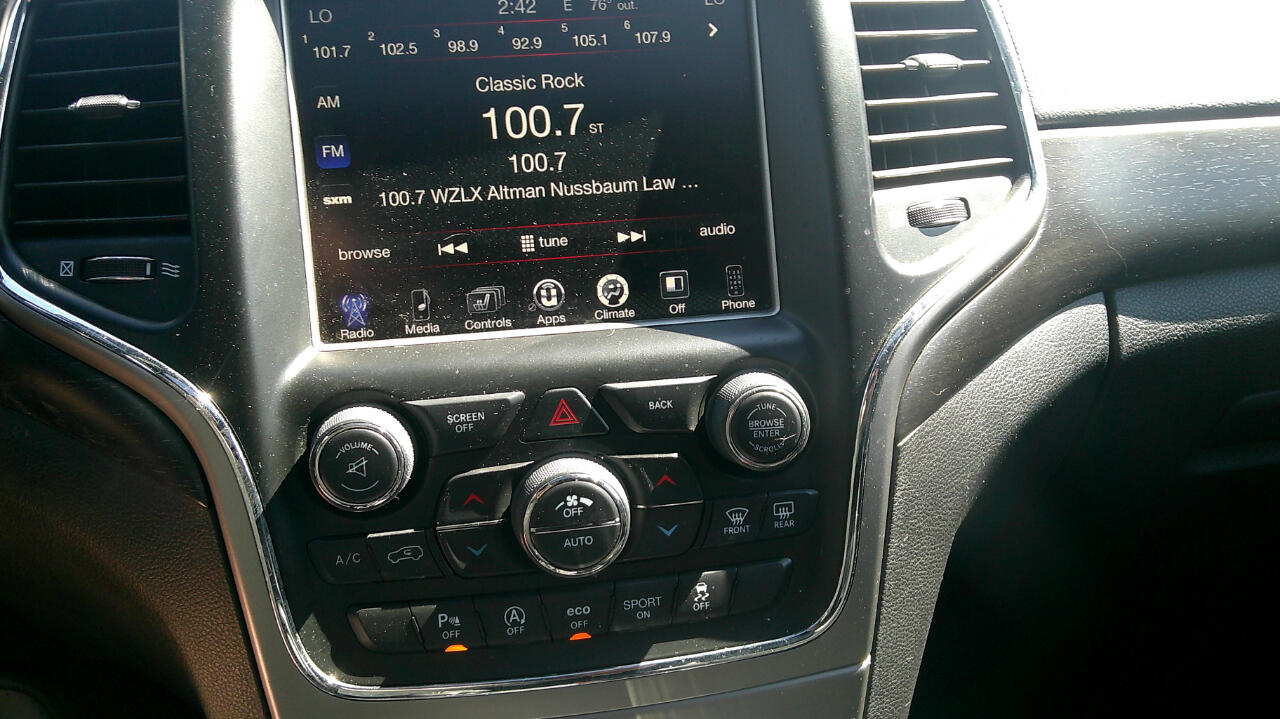 LO 2:42 E 76° out. LO
1 101.7 2 102.5 3 98.9 4 92.9 5 105.1 6 107.9
Classic Rock
AM
100.7 ST
FM
100.7
sxm
100.7 WZLX Altman Nussbaum Law ...
browse tune audio
Radio Media Controls Apps Climate Off Phone
SCREEN OFF
BACK
VOLUME
TUNE
BROWSE
ENTER
SCROLL
OFF
AUTO
FRONT
REAR
A/C
P OFF
A OFF
eco OFF
SPORT ON
OFF